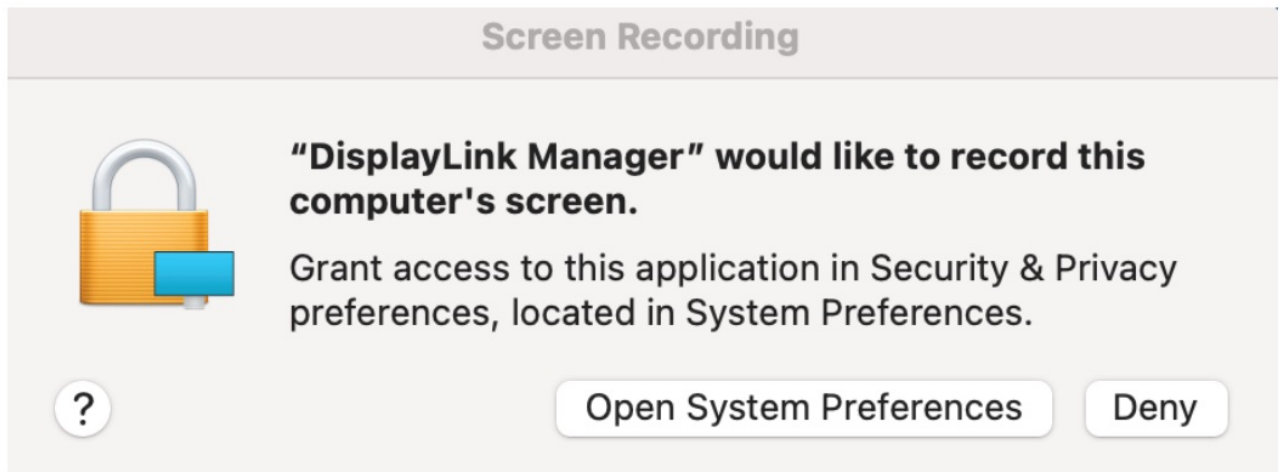 Screen Recording
“DisplayLink Manager” would like to record this
computer's screen.
Grant access to this application in Security & Privacy
preferences, located in System Preferences.
? Open System Preferences Deny